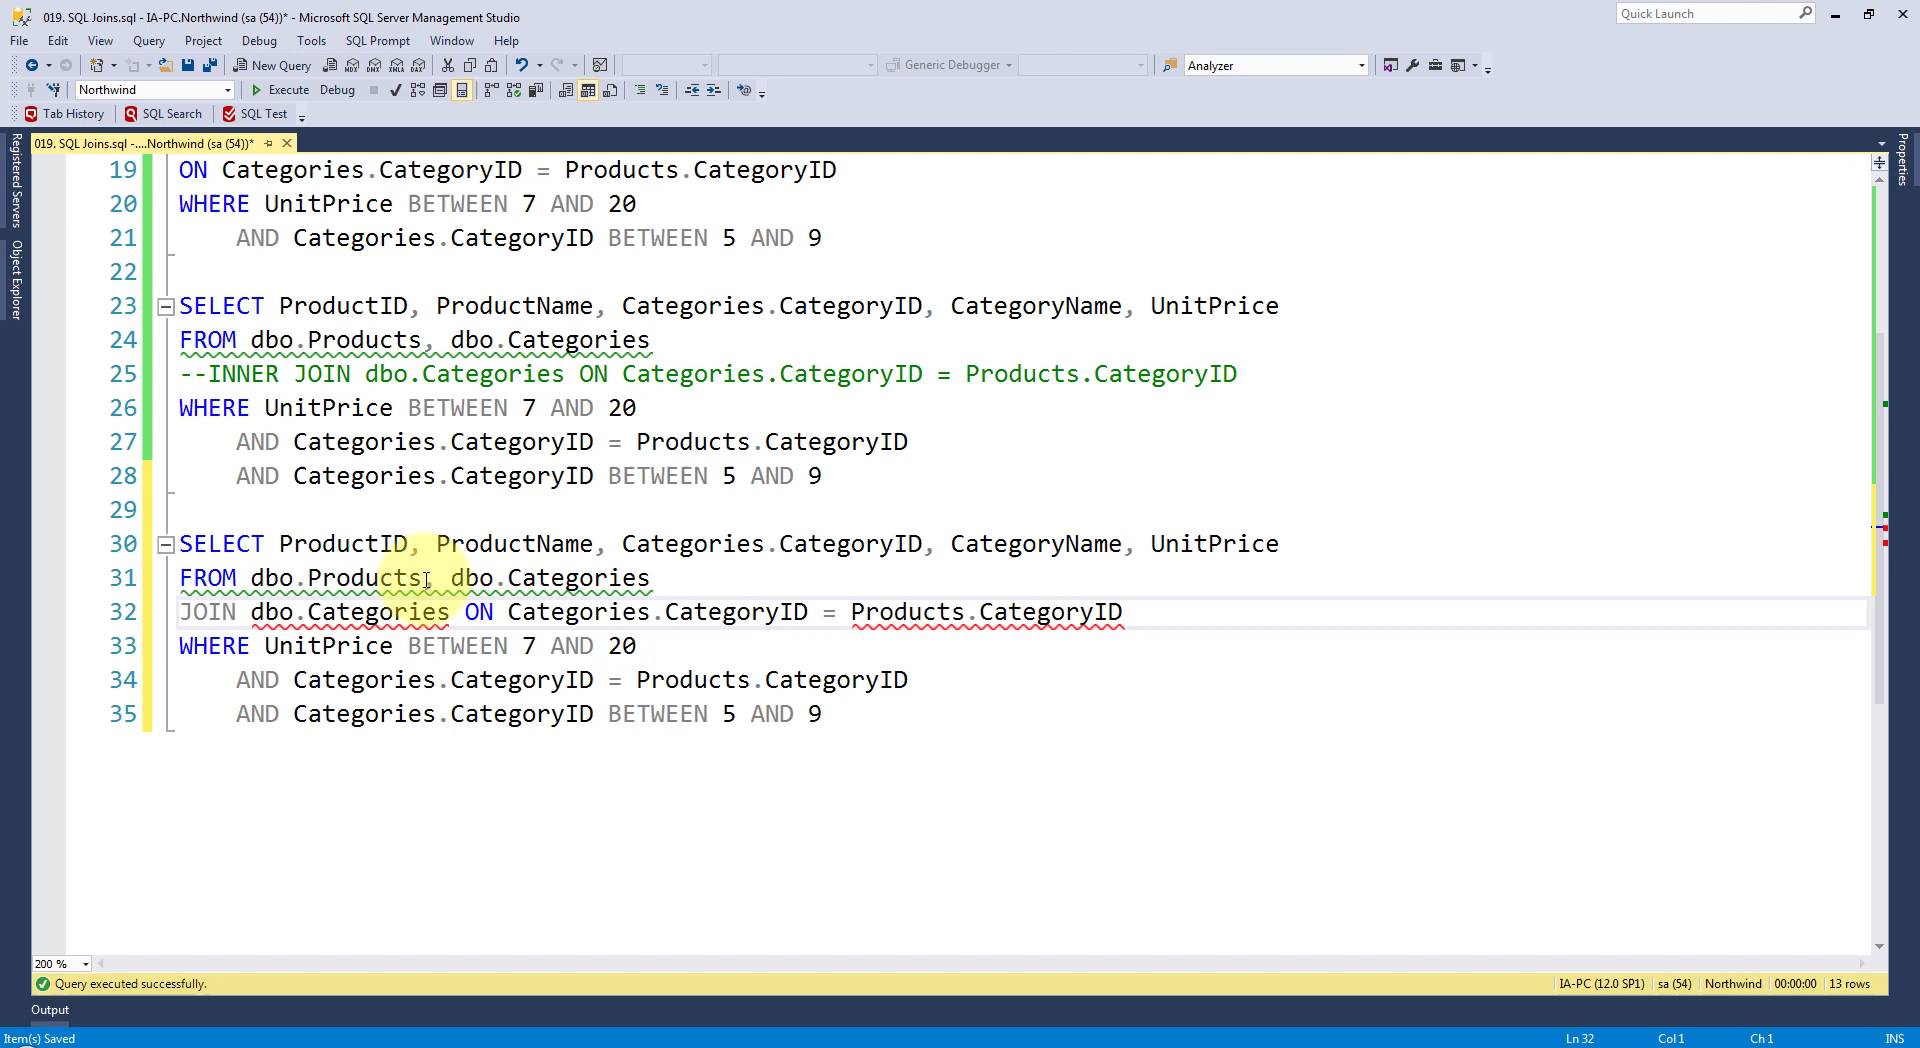 019. SQL Joins.sql - IA-PC.Northwind (sa (54))* - Microsoft SQL Server Management Studio
Quick Launch
File Edit View Query Project Debug Tools SQL Prompt Window Help
New Query MDX DMX XMLA DAX Generic Debugger Analyzer
Northwind Execute Debug
Tab History SQL Search SQL Test
019. SQL Joins.sql -....Northwind (sa (54))*
Registered Servers
Object Explorer
Properties
19 ON Categories.CategoryID = Products.CategoryID
20 WHERE UnitPrice BETWEEN 7 AND 20
21 AND Categories.CategoryID BETWEEN 5 AND 9
22
23 SELECT ProductID, ProductName, Categories.CategoryID, CategoryName, UnitPrice
24 FROM dbo.Products, dbo.Categories
25 --INNER JOIN dbo.Categories ON Categories.CategoryID = Products.CategoryID
26 WHERE UnitPrice BETWEEN 7 AND 20
27 AND Categories.CategoryID = Products.CategoryID
28 AND Categories.CategoryID BETWEEN 5 AND 9
29
30 SELECT ProductID, ProductName, Categories.CategoryID, CategoryName, UnitPrice
31 FROM dbo.Products, dbo.Categories
32 JOIN dbo.Categories ON Categories.CategoryID = Products.CategoryID
33 WHERE UnitPrice BETWEEN 7 AND 20
34 AND Categories.CategoryID = Products.CategoryID
35 AND Categories.CategoryID BETWEEN 5 AND 9
200 %
Query executed successfully. IA-PC (12.0 SP1) sa (54) Northwind 00:00:00 13 rows
Output
Item(s) Saved Ln 32 Col 1 Ch 1 INS